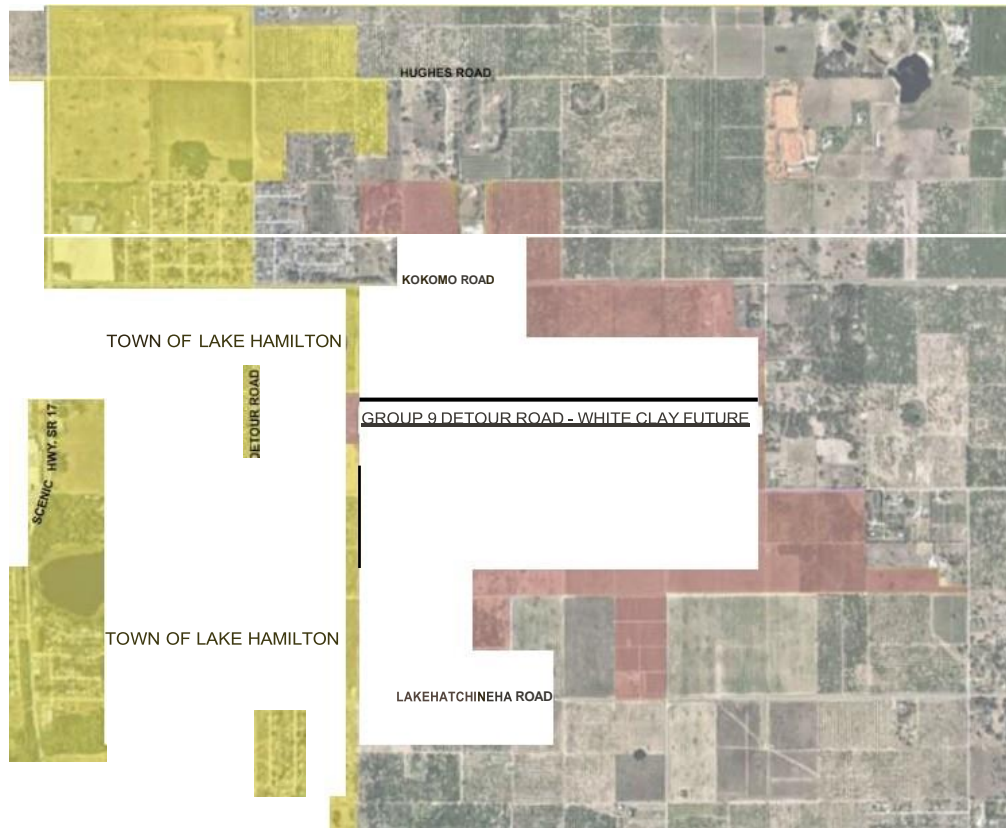 HUGHES ROAD
KOKOMO ROAD
TOWN OF LAKE HAMILTON
DETOUR ROAD
GROUP 9 DETOUR ROAD - WHITE CLAY FUTURE
SCENIC HWY. SR 17
TOWN OF LAKE HAMILTON
LAKEHATCHINEHA ROAD